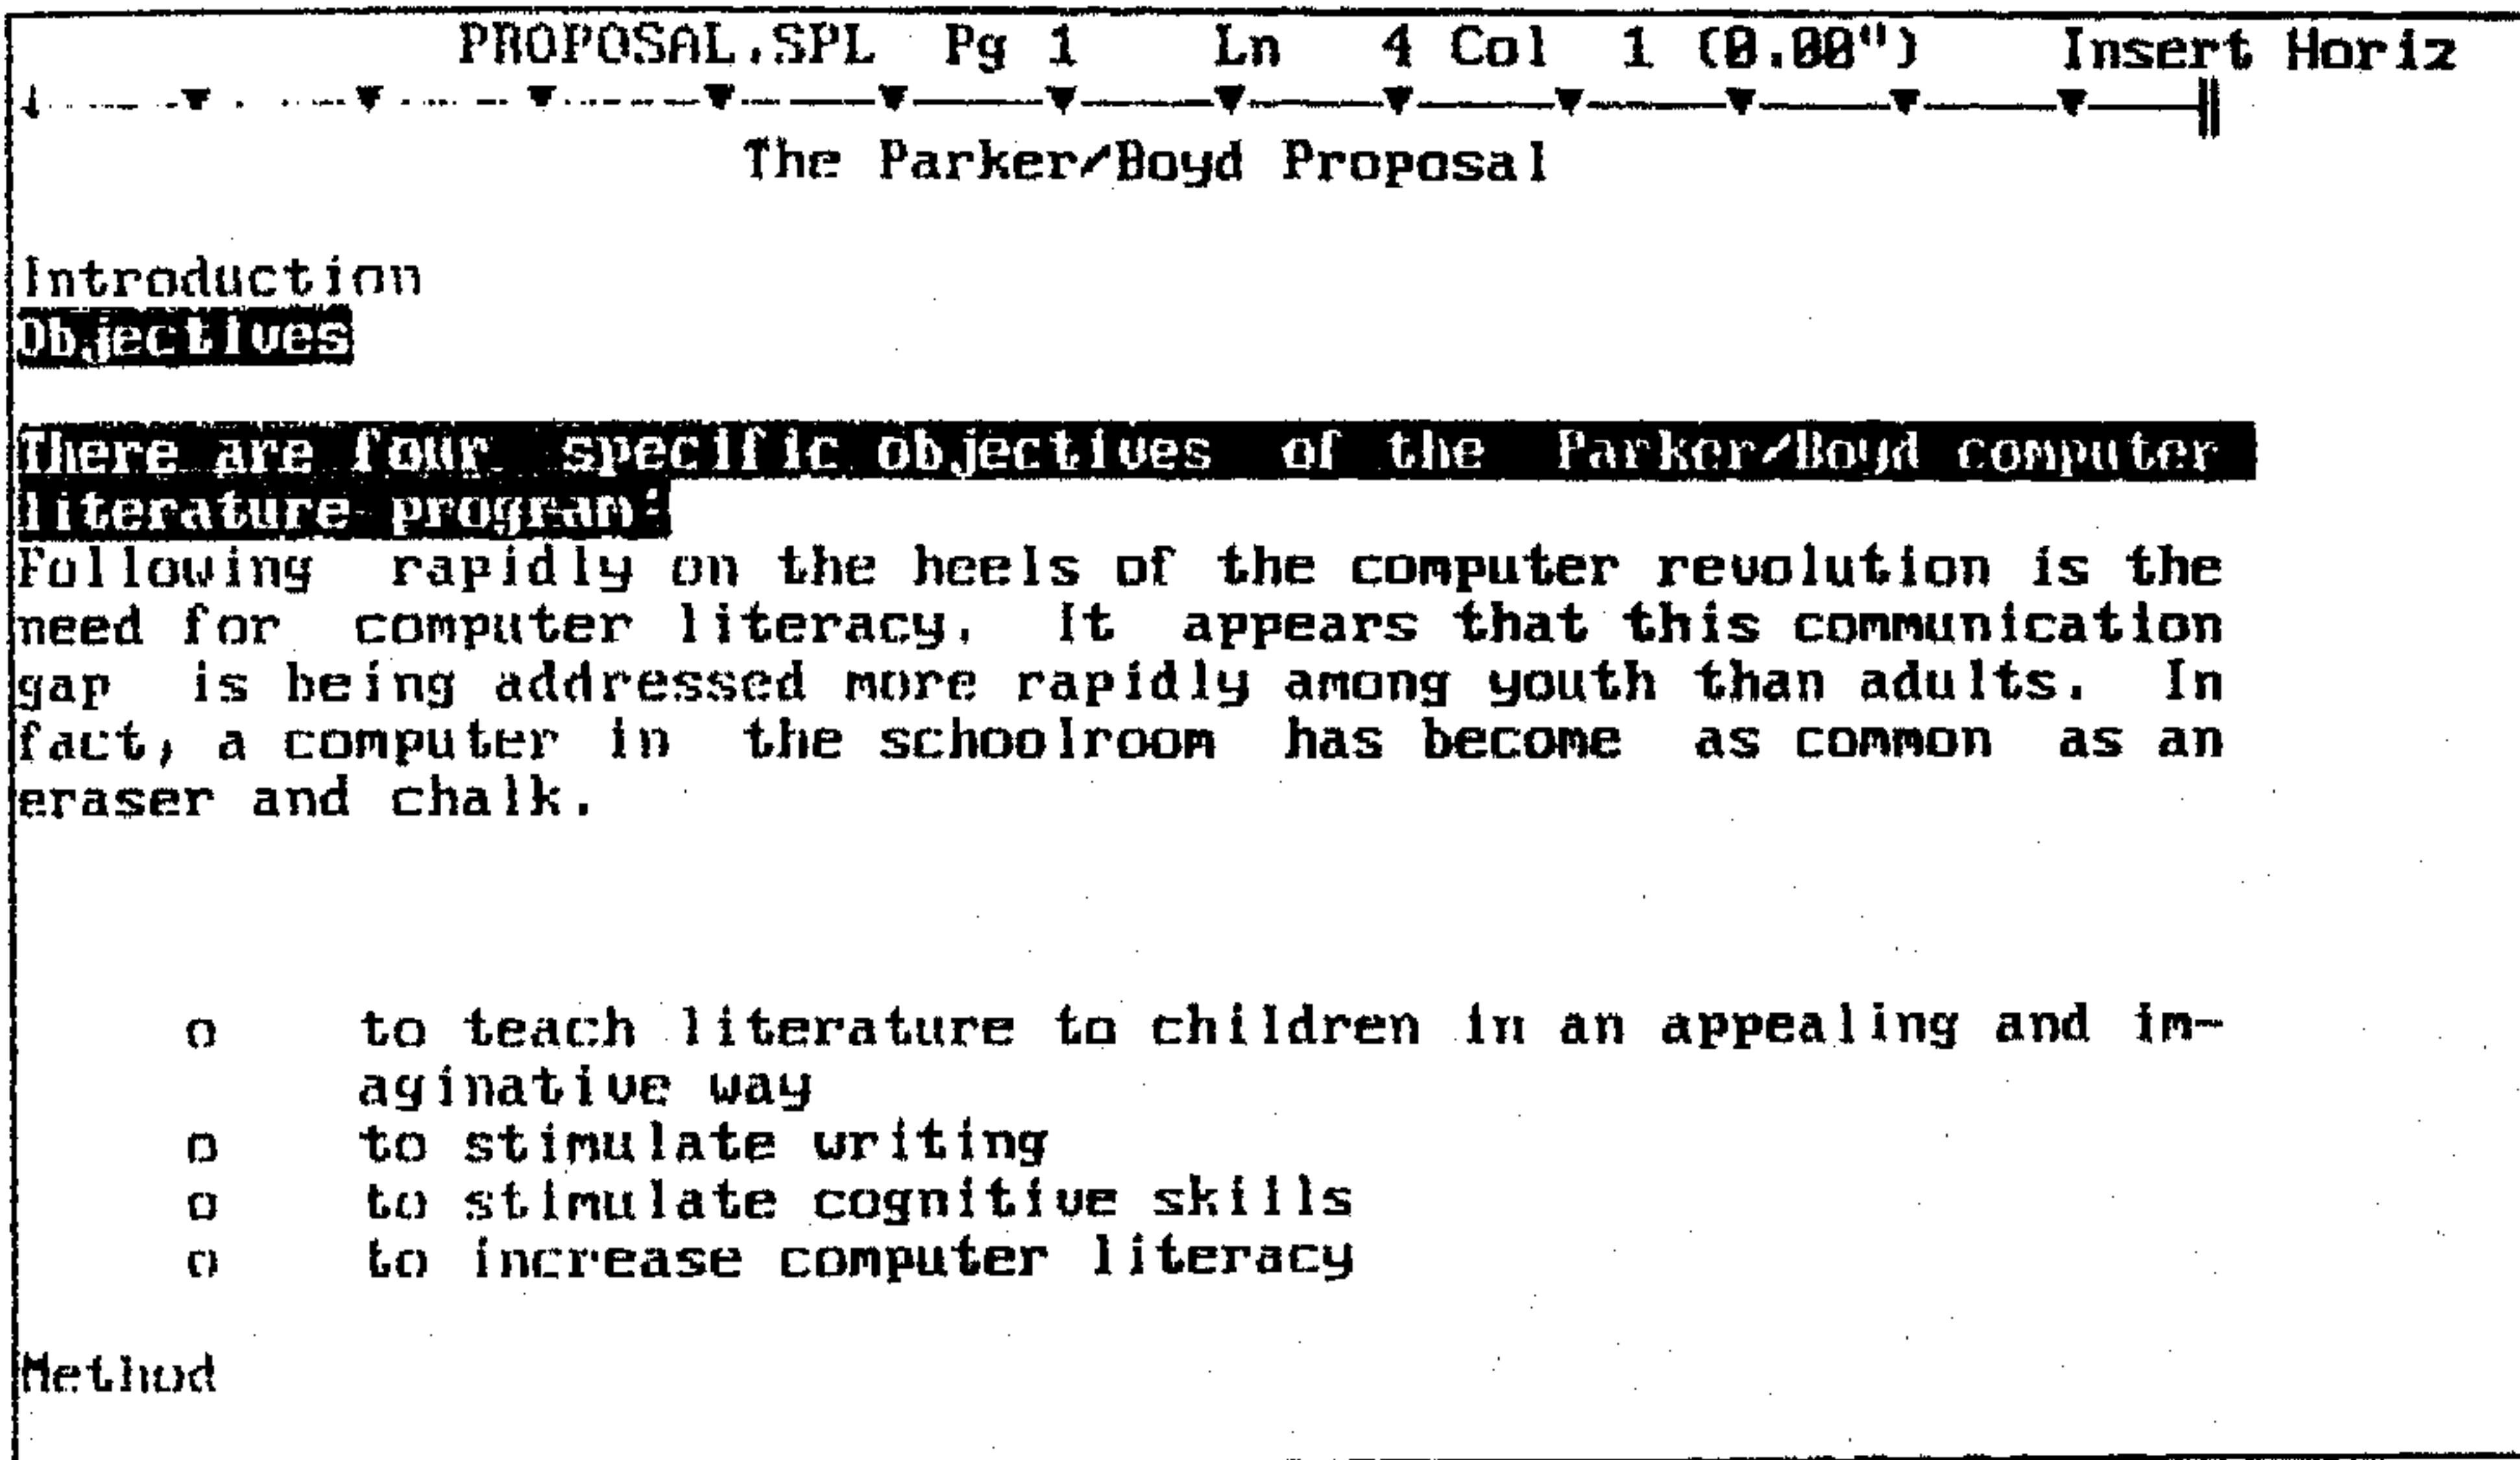 PROPOSAL.SPL Pg 1 Ln 4 Col 1 (0.00") Insert Horiz
The Parker/Boyd Proposal
Introduction
Objectives
There are four specific objectives of the Parker/Boyd computer
literature program:
Following rapidly on the heels of the computer revolution is the
need for computer literacy. It appears that this communication
gap is being addressed more rapidly among youth than adults. In
fact, a computer in the schoolroom has become as common as an
eraser and chalk.
o to teach literature to children in an appealing and im-
aginative way
o to stimulate writing
o to stimulate cognitive skills
o to increase computer literacy
Method